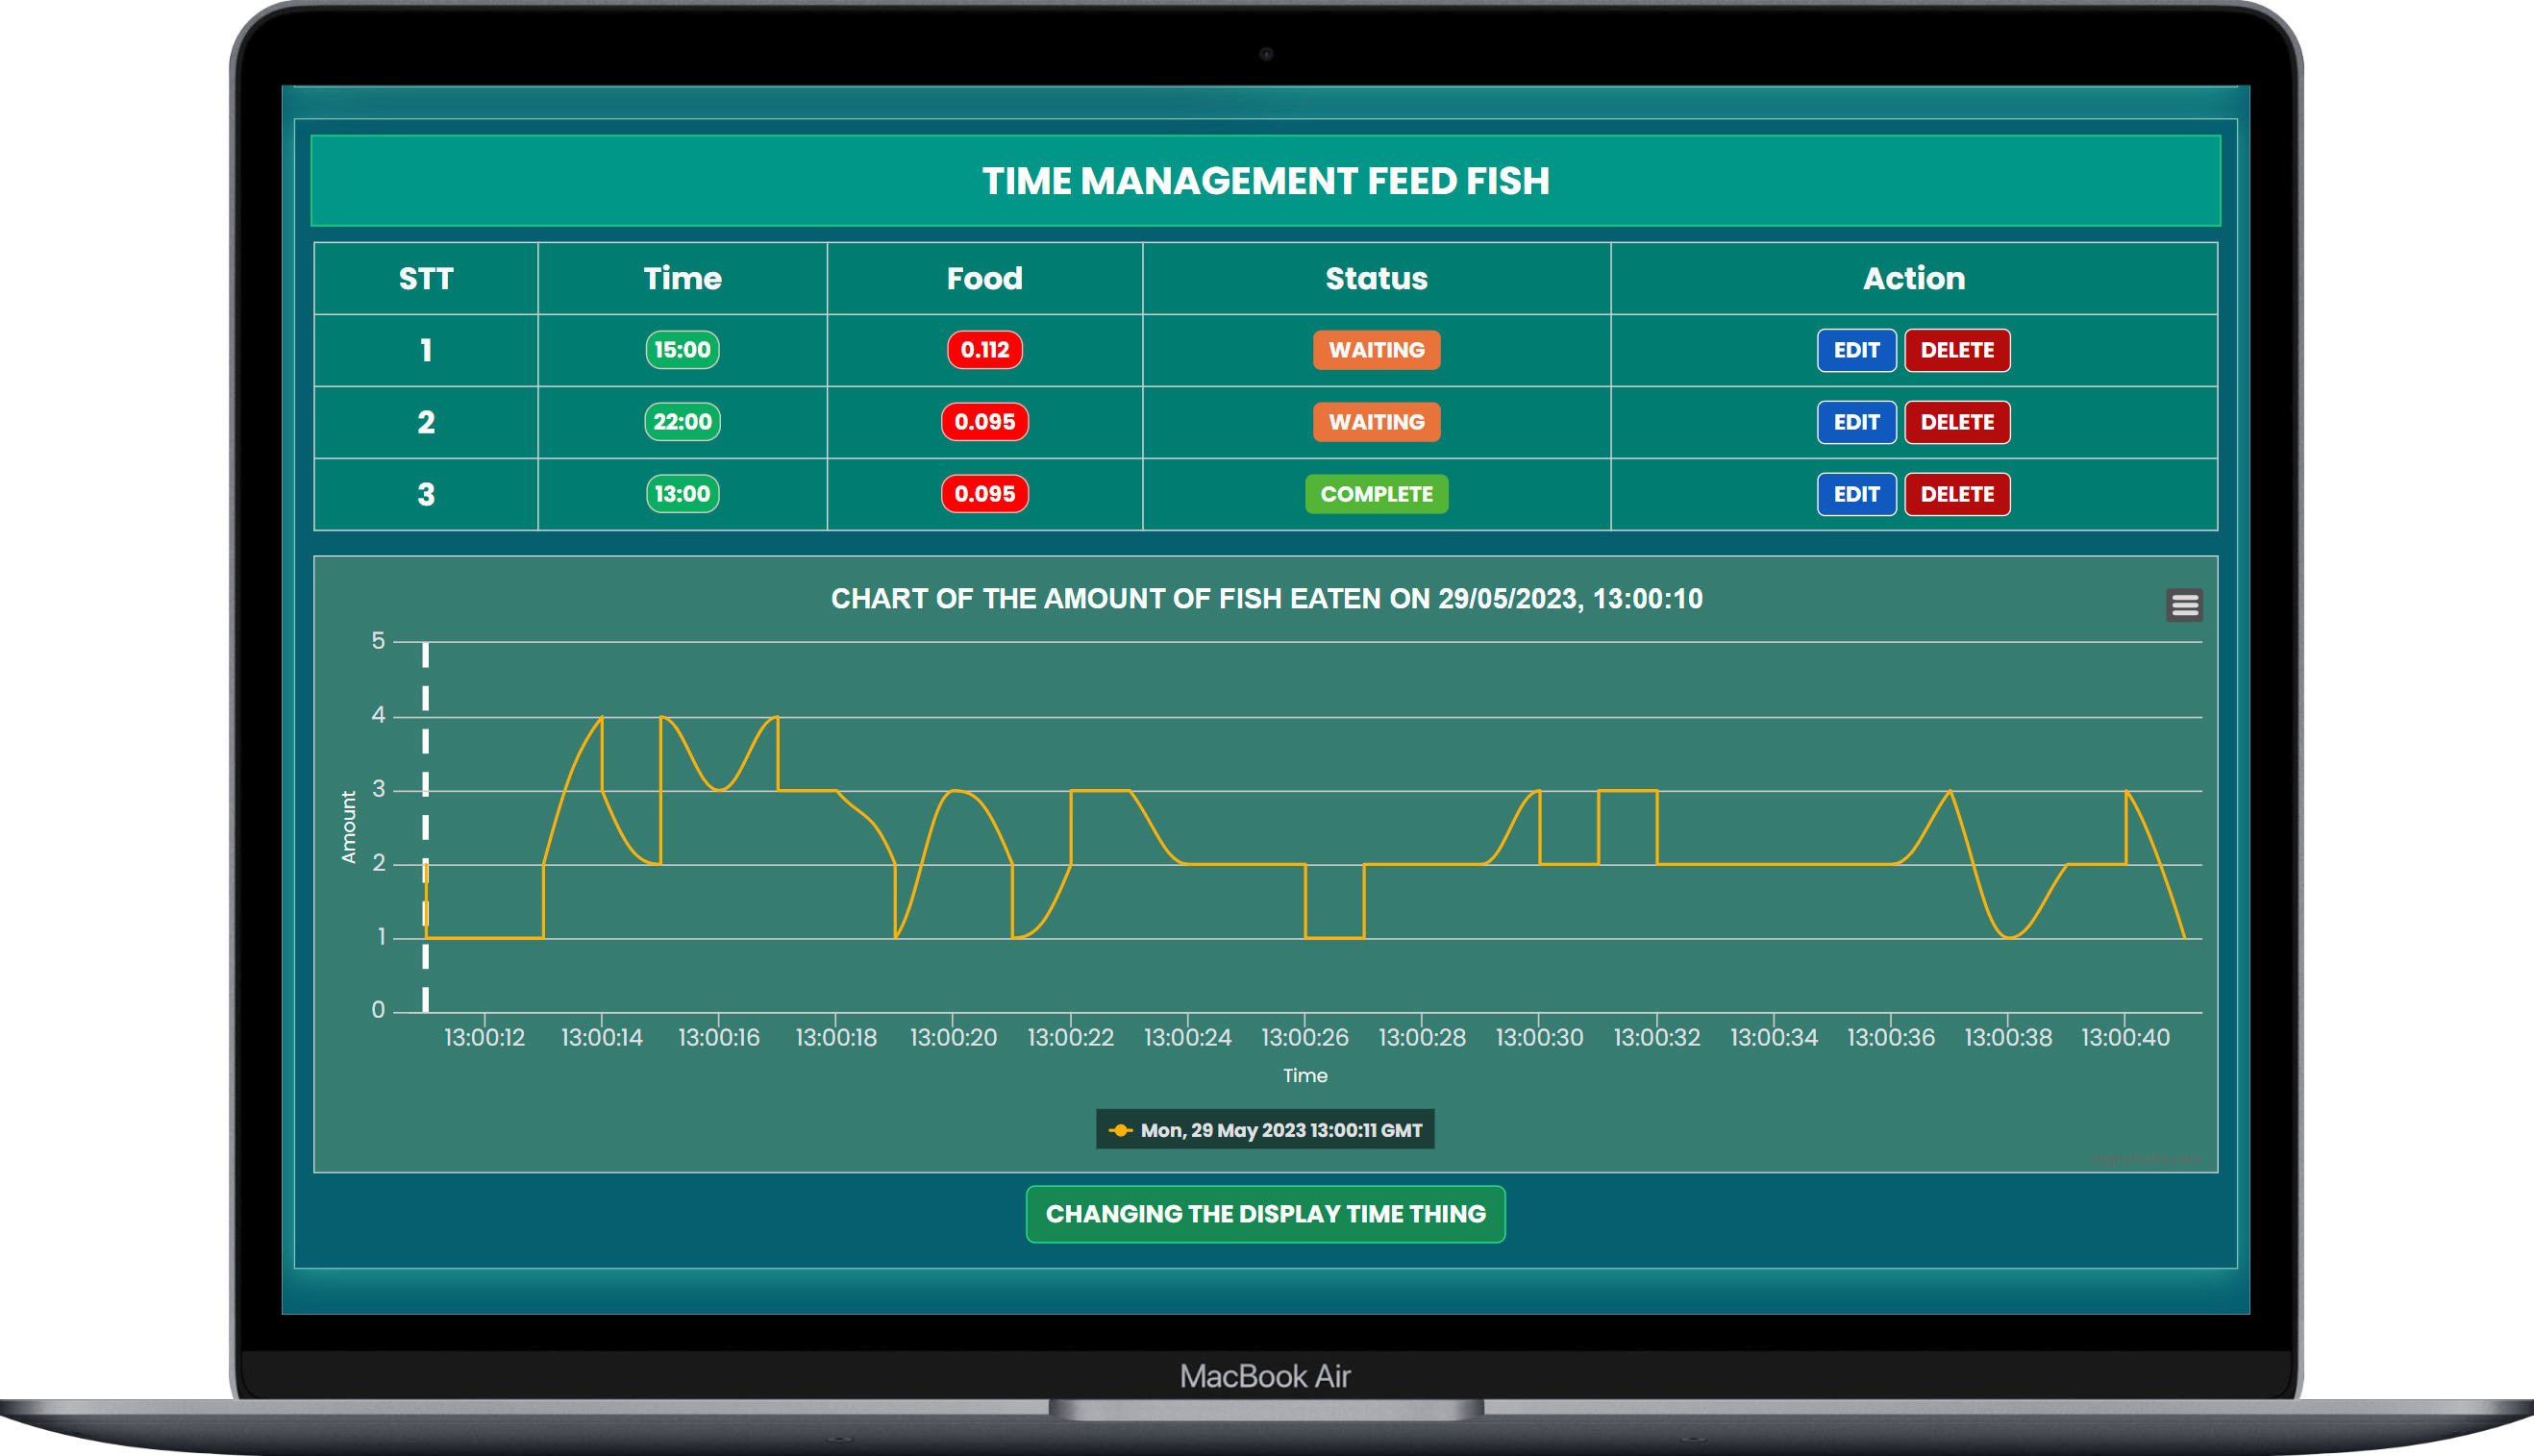 TIME MANAGEMENT FEED FISH
STT Time Food Status Action
1 15:00 0.112 WAITING EDIT DELETE
2 22:00 0.095 WAITING EDIT DELETE
3 13:00 0.095 COMPLETE EDIT DELETE
CHART OF THE AMOUNT OF FISH EATEN ON 29/05/2023, 13:00:10
5
4
3
2
1
0
Amount
13:00:12 13:00:14 13:00:16 13:00:18 13:00:20 13:00:22 13:00:24 13:00:26 13:00:28 13:00:30 13:00:32 13:00:34 13:00:36 13:00:38 13:00:40
Time
Mon, 29 May 2023 13:00:11 GMT
CHANGING THE DISPLAY TIME THING
MacBook Air